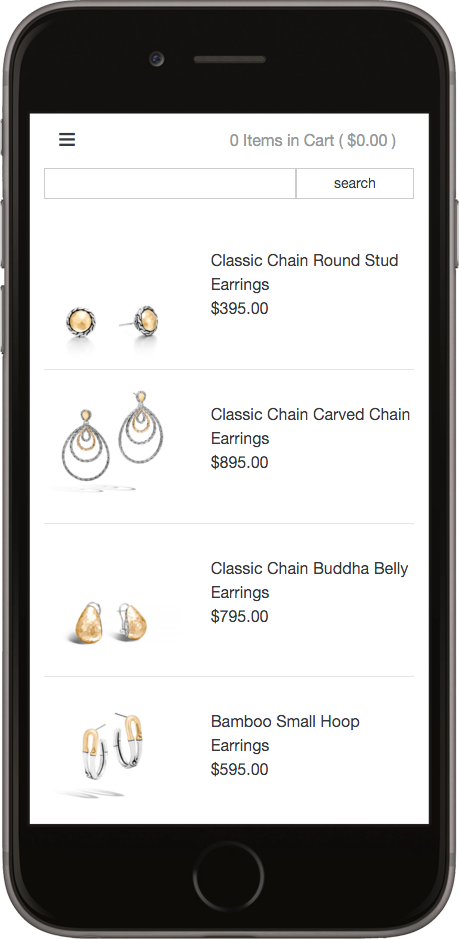 0 Items in Cart ( $0.00 )
search
Classic Chain Round Stud
Earrings
$395.00
Classic Chain Carved Chain
Earrings
$895.00
Classic Chain Buddha Belly
Earrings
$795.00
Bamboo Small Hoop
Earrings
$595.00